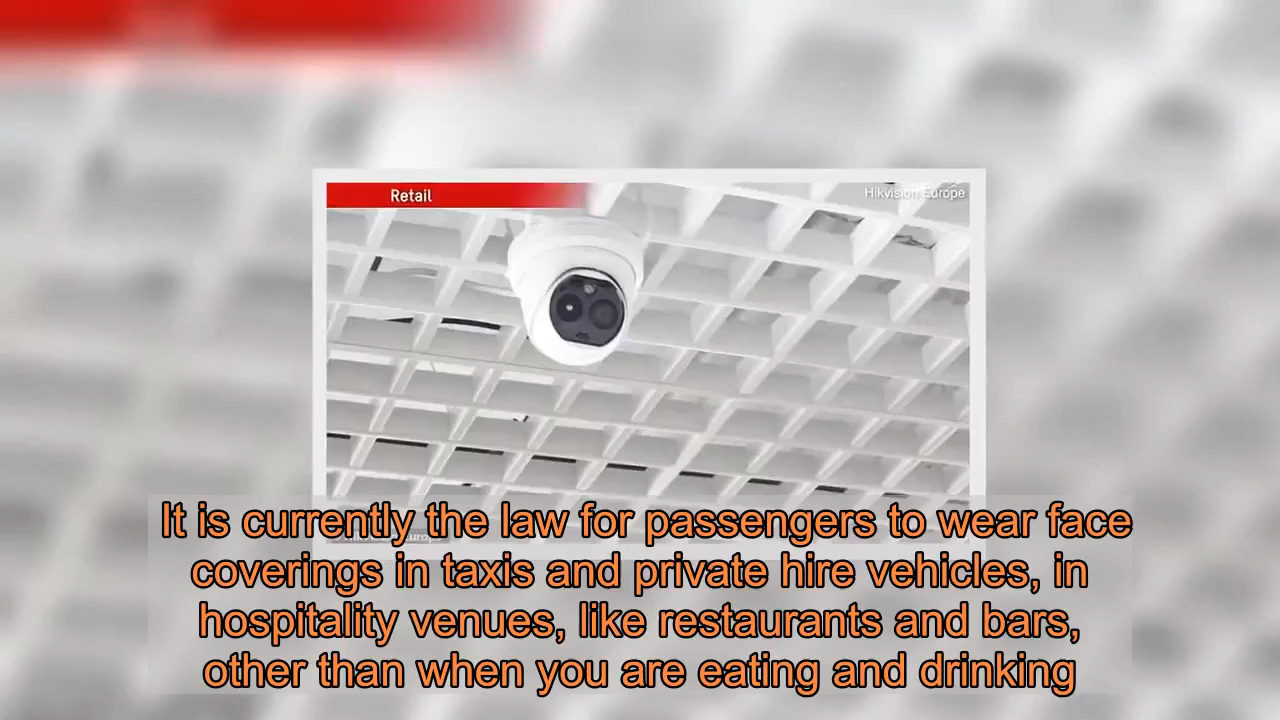 Retail
Hikvision Europe
It is currently the law for passengers to wear face
coverings in taxis and private hire vehicles, in
hospitality venues, like restaurants and bars,
other than when you are eating and drinking